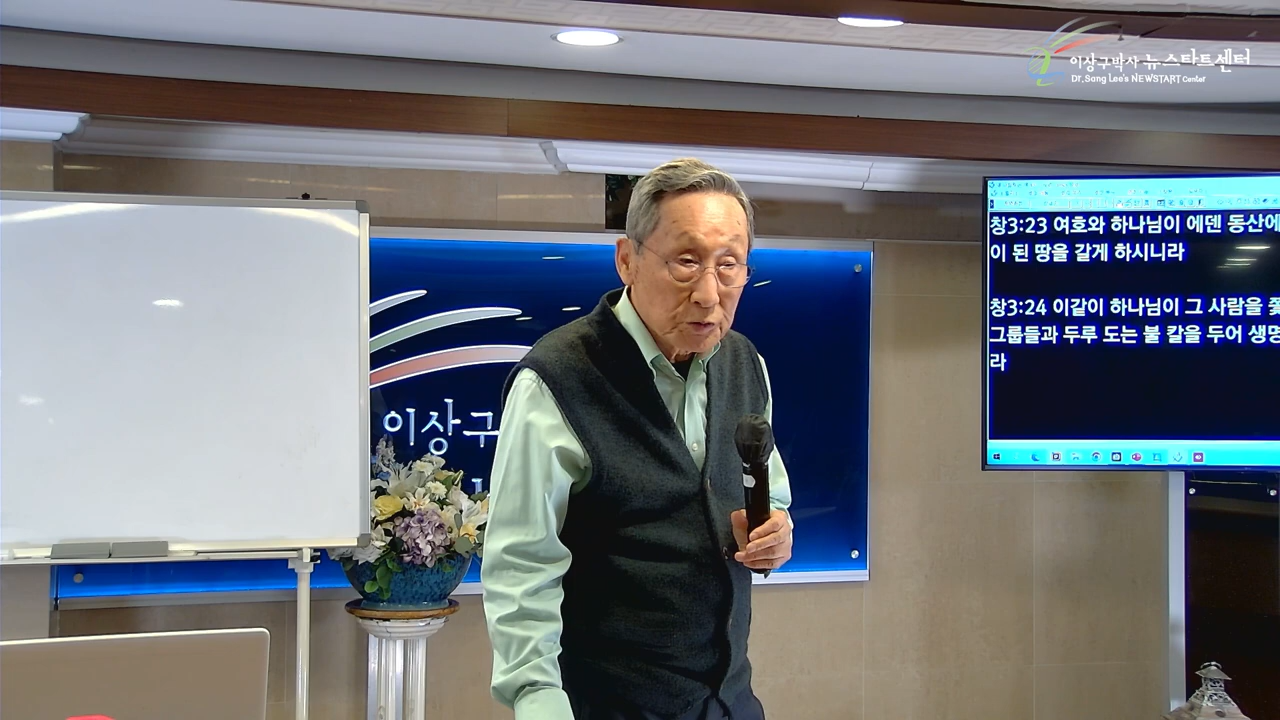 이상구박사 뉴스타트센터
Dr. Sang Lee's NEWSTART Center
창3:23 여호와 하나님이 에덴 동산에
이 된 땅을 갈게 하시니라
창3:24 이같이 하나님이 그 사람을 쫓
그룹들과 두루 도는 불 칼을 두어 생명
라
이상구